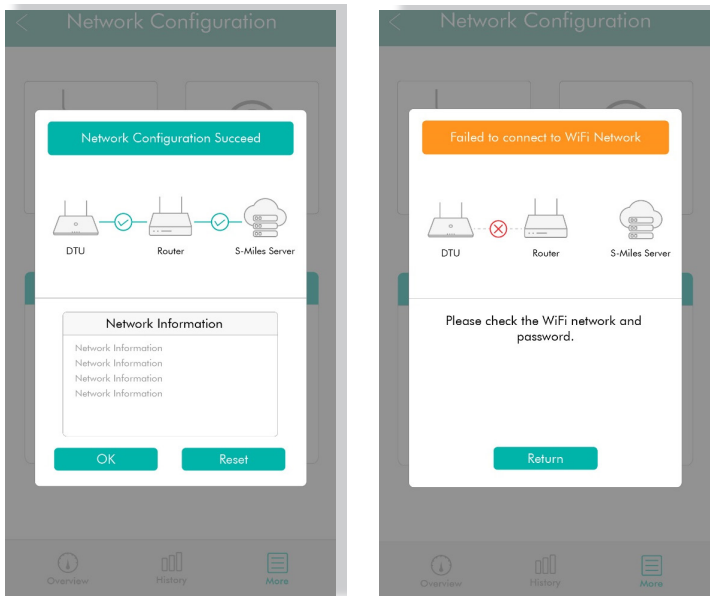 Network Configuration
Network Configuration Succeed
DTU
Router
S-Miles Server
Network Information
Network Information
Network Information
Network Information
Network Information
OK
Reset
Overview
History
More
Network Configuration
Failed to connect to WiFi Network
DTU
Router
S-Miles Server
Please check the WiFi network and
password.
Return
Overview
History
More